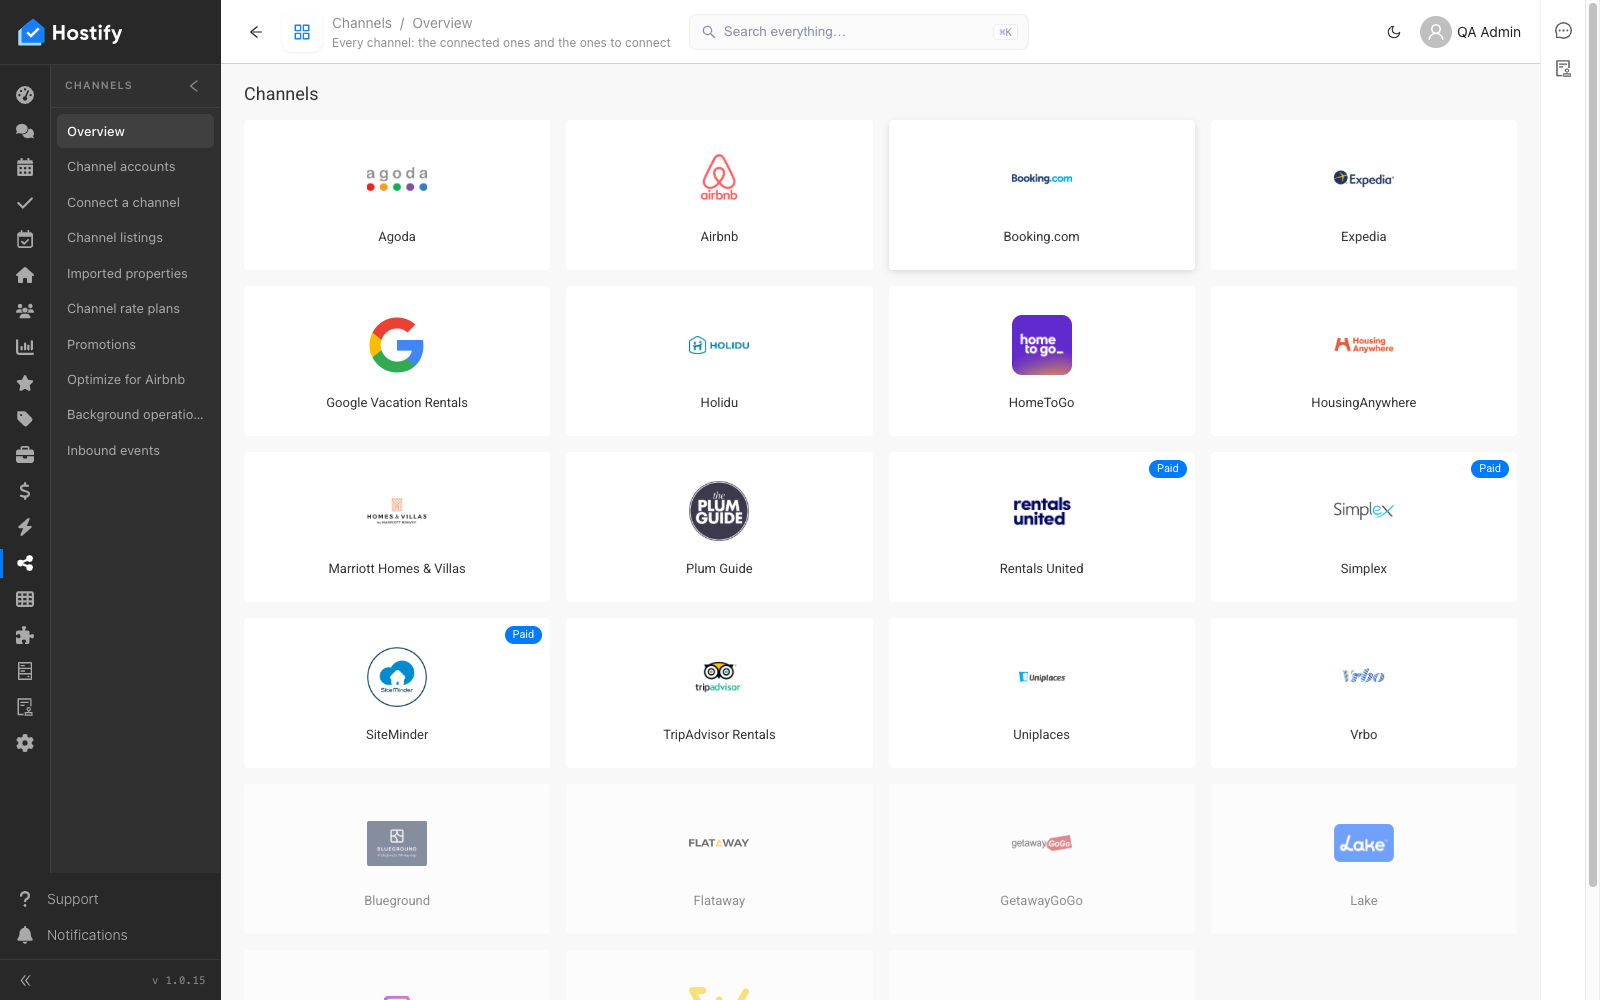 Hostify
Channels / Overview
Every channel: the connected ones and the ones to connect
Search everything...
⌘K
QA Admin
CHANNELS
Overview
Channel accounts
Connect a channel
Channel listings
Imported properties
Channel rate plans
Promotions
Optimize for Airbnb
Background operatio...
Inbound events
Support
Notifications
v 1.0.15
Channels
agoda
Agoda
airbnb
Airbnb
Booking.com
Booking.com
Expedia
Expedia
Google Vacation Rentals
HOLIDU
Holidu
home
to go_
HomeToGo
Housing
Anywhere
HousingAnywhere
HOMES & VILLAS
BY MARRIOTT BONVOY
Marriott Homes & Villas
the
PLUM
GUIDE
Plum Guide
Paid
rentals
united
Rentals United
Paid
Simplex
Simplex
Paid
SiteMinder
SiteMinder
tripadvisor
TripAdvisor Rentals
Uniplaces
Uniplaces
Vrbo
Vrbo
BLUEGROUND
Blueground
FLATAWAY
Flataway
getawayGoGo
GetawayGoGo
Lake
Lake